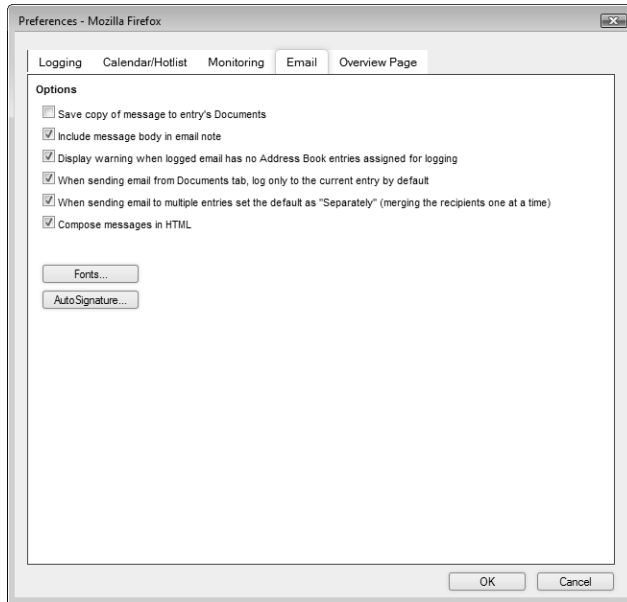 Preferences - Mozilla Firefox
Logging Calendar/Hotlist Monitoring Email Overview Page
Options
Save copy of message to entry's Documents
Include message body in email note
Display warning when logged email has no Address Book entries assigned for logging
When sending email from Documents tab, log only to the current entry by default
When sending email to multiple entries set the default as "Separately" (merging the recipients one at a time)
Compose messages in HTML
Fonts...
AutoSignature...
OK Cancel